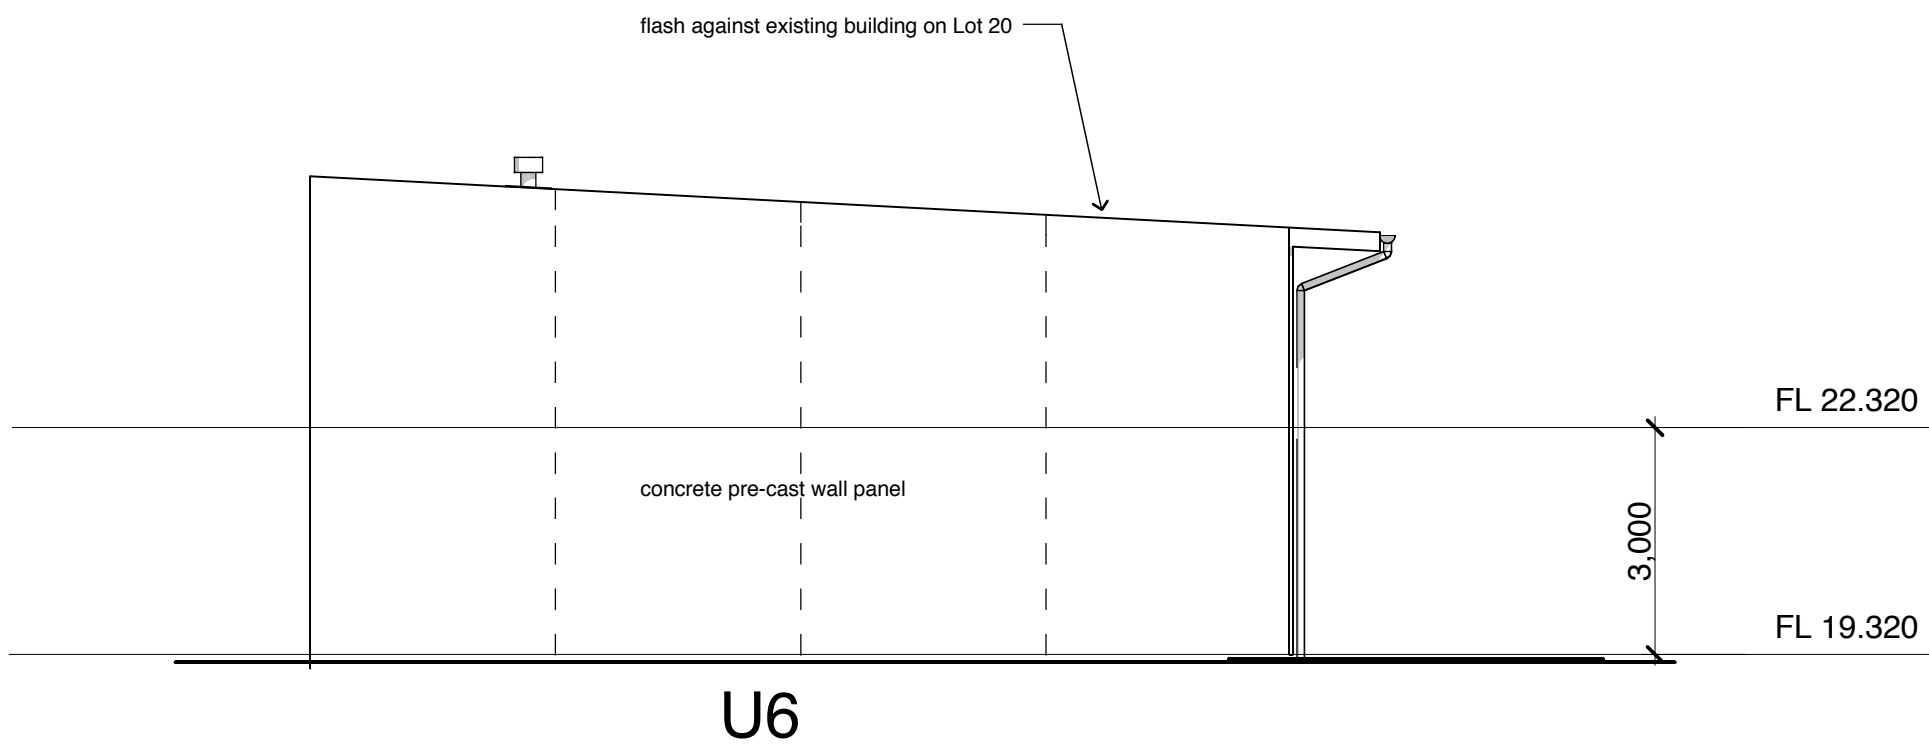 flash against existing building on Lot 20
FL 22.320
concrete pre-cast wall panel
3,000
FL 19.320
U6